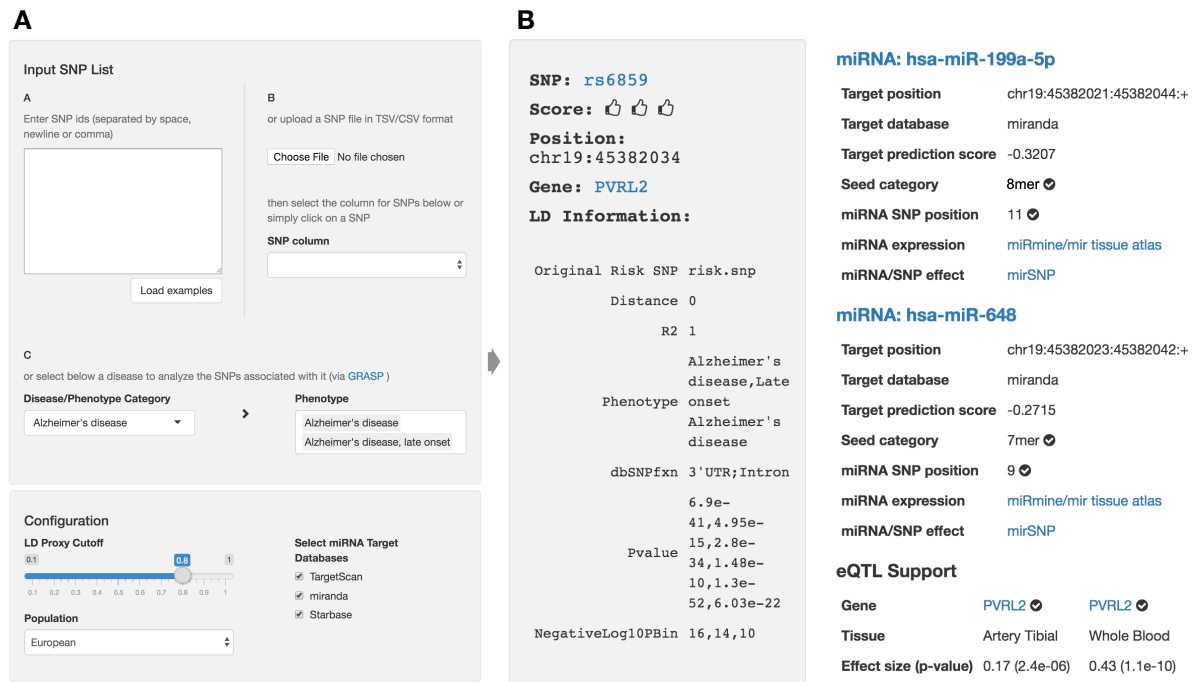 A
Input SNP List
A
Enter SNP ids (separated by space,
newline or comma)
Load examples
B
or upload a SNP file in TSV/CSV format
Choose File No file chosen
then select the column for SNPs below or
simply click on a SNP
SNP column
C
or select below a disease to analyze the SNPs associated with it (via GRASP )
Disease/Phenotype Category
Alzheimer's disease
Phenotype
Alzheimer's disease
Alzheimer's disease, late onset
Configuration
LD Proxy Cutoff
0.1 0.8 1
0.1 0.2 0.3 0.4 0.5 0.6 0.7 0.8 0.9 1
Population
European
Select miRNA Target
Databases
TargetScan
miranda
Starbase
B
SNP: rs6859
Score:
Position:
chr19:45382034
Gene: PVRL2
LD Information:
Original Risk SNP risk.snp
Distance 0
R2 1
Alzheimer's
disease,Late
Phenotype onset
Alzheimer's
disease
dbSNPfxn 3'UTR;Intron
6.9e-
41,4.95e-
15,2.8e-
Pvalue 34,1.48e-
10,1.3e-
52,6.03e-22
NegativeLog10PBin 16,14,10
miRNA: hsa-miR-199a-5p
Target position chr19:45382021:45382044:+
Target database miranda
Target prediction score -0.3207
Seed category 8mer
miRNA SNP position 11
miRNA expression miRmine/mir tissue atlas
miRNA/SNP effect mirSNP
miRNA: hsa-miR-648
Target position chr19:45382023:45382042:+
Target database miranda
Target prediction score -0.2715
Seed category 7mer
miRNA SNP position 9
miRNA expression miRmine/mir tissue atlas
miRNA/SNP effect mirSNP
eQTL Support
Gene PVRL2 PVRL2
Tissue Artery Tibial Whole Blood
Effect size (p-value) 0.17 (2.4e-06) 0.43 (1.1e-10)